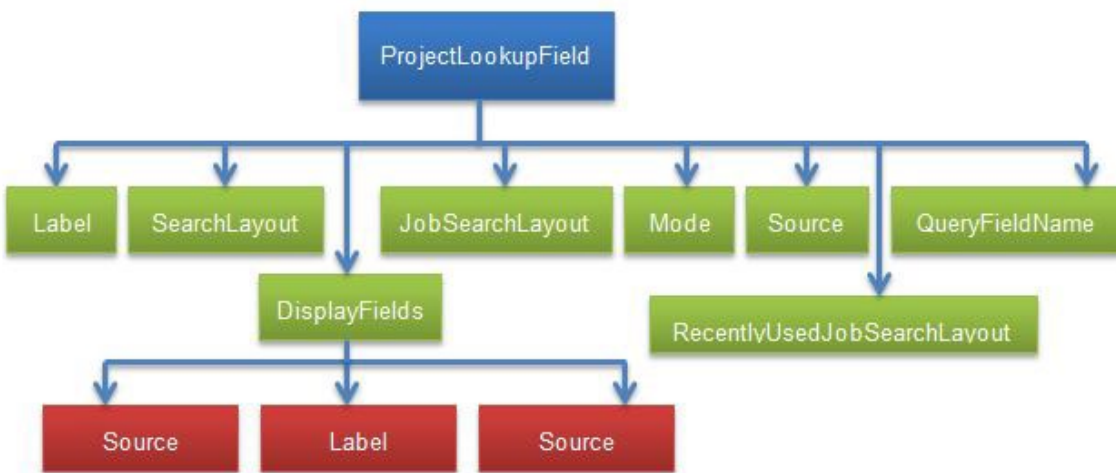 ProjectLookupField
Label
SearchLayout
JobSearchLayout
Mode
Source
QueryFieldName
DisplayFields
RecentlyUsedJobSearchLayout
Source
Label
Source